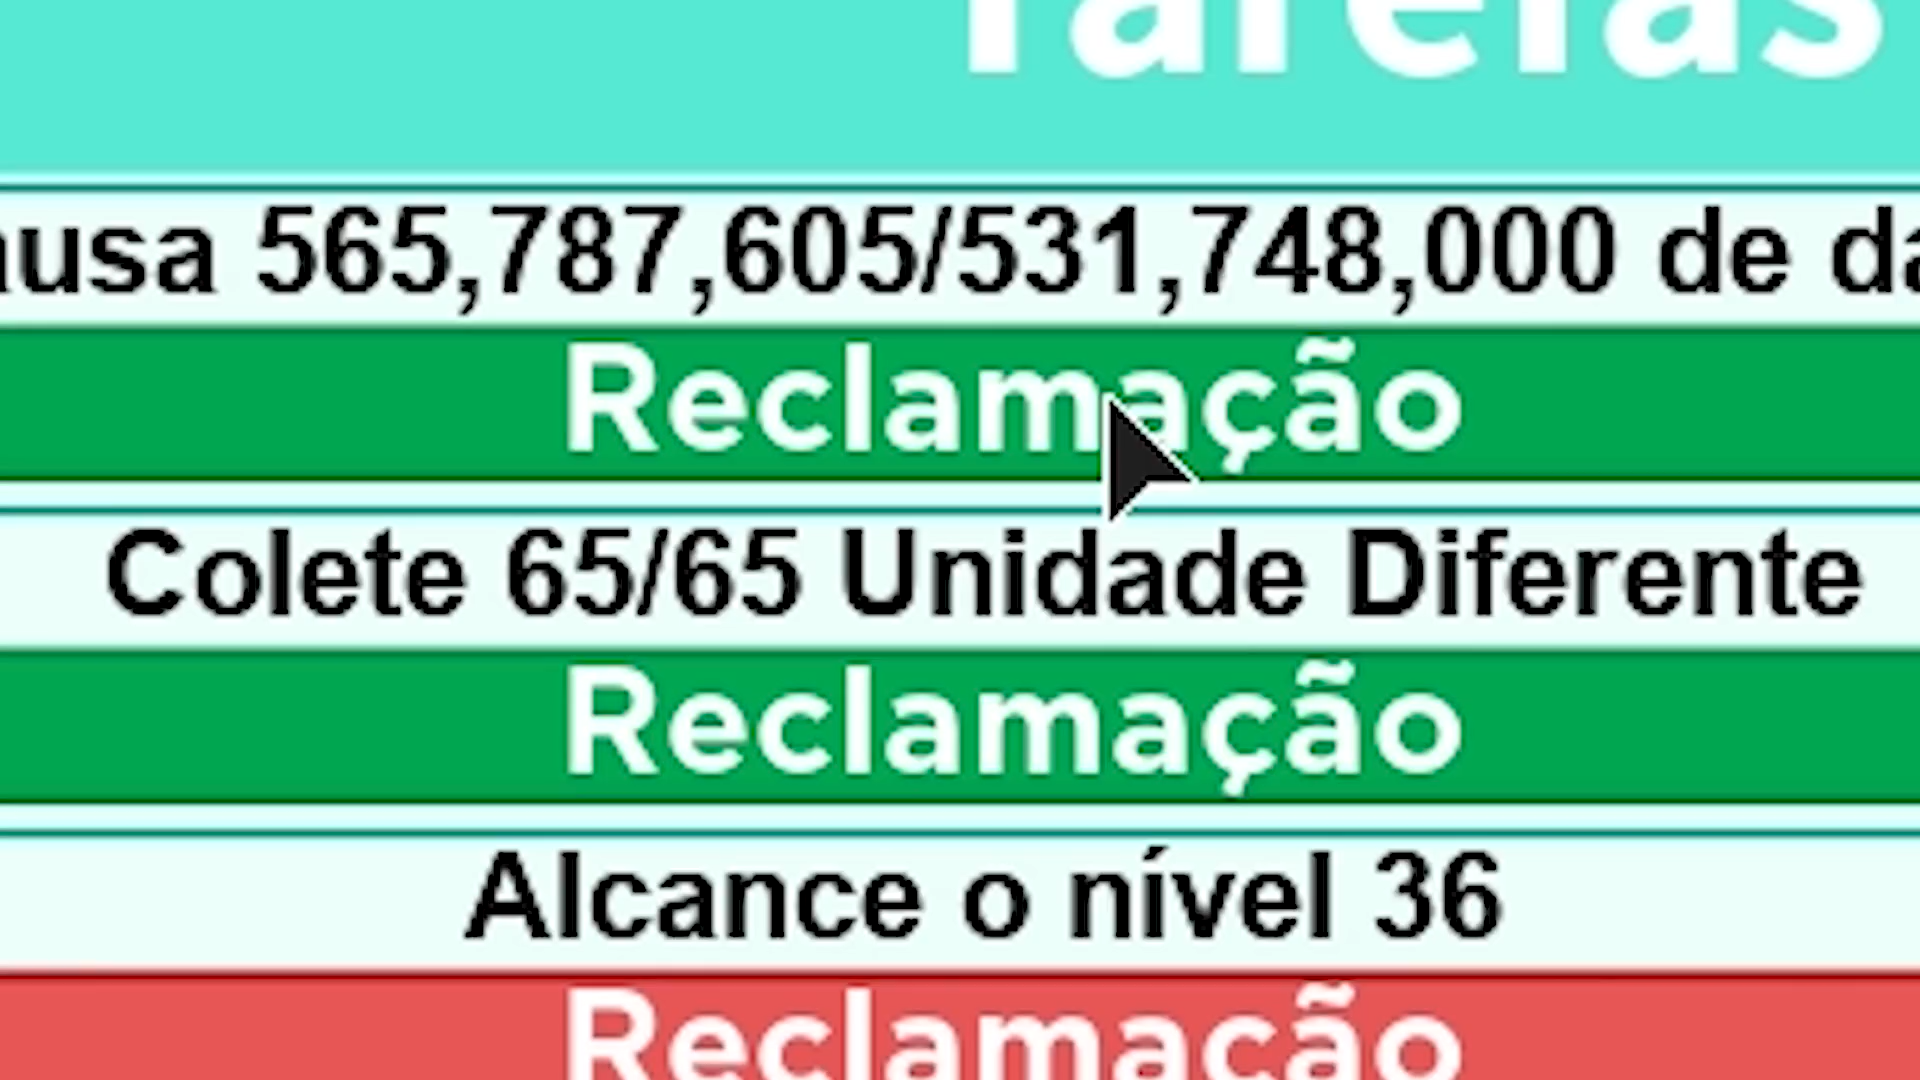 Tarefas
ausa 565,787,605/531,748,000 de da
Reclamação
Colete 65/65 Unidade Diferente
Reclamação
Alcance o nível 36
Reclamação